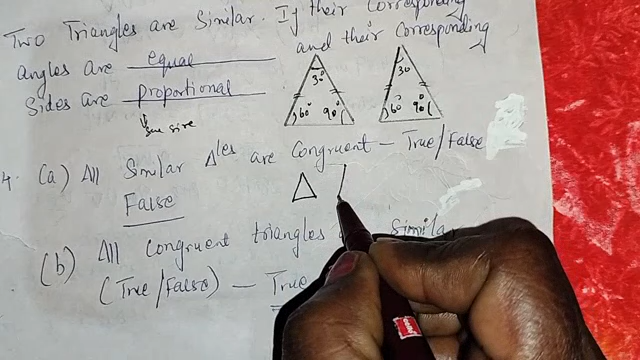 Two Triangles are Similar. If their Corresponding
angles are equal and their Corresponding
Sides are proportional
30° 30
60° 90° 60° 90°
4. (a) All Similar Δles are Congruent - True/False
False
(b) All Congruent triangles Similar
(True/False) - True